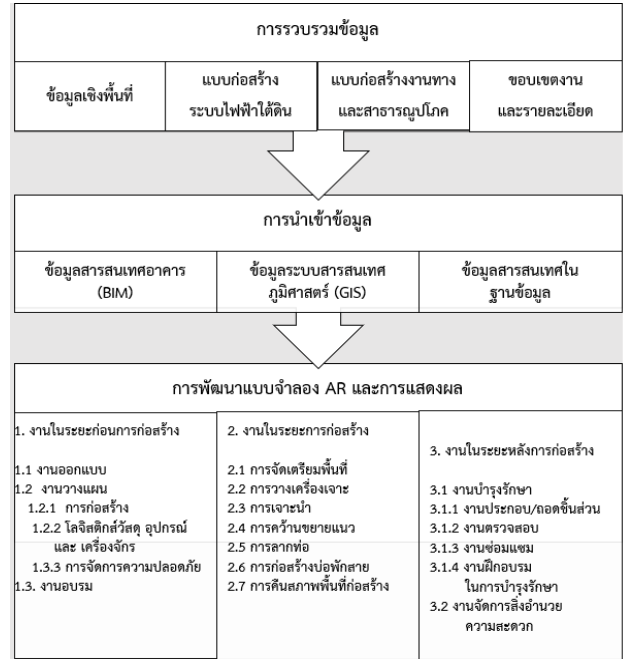 การรวบรวมข้อมูล
ข้อมูลเชิงพื้นที่
แบบก่อสร้าง
ระบบไฟฟ้าใต้ดิน
แบบก่อสร้างงานทาง
และสาธารณูปโภค
ขอบเขตงาน
และรายละเอียด
การนำเข้าข้อมูล
ข้อมูลสารสนเทศอาคาร
(BIM)
ข้อมูลระบบสารสนเทศ
ภูมิศาสตร์ (GIS)
ข้อมูลสารสนเทศใน
ฐานข้อมูล
การพัฒนาแบบจำลอง AR และการแสดงผล
1. งานในระยะก่อนการก่อสร้าง
1.1 งานออกแบบ
1.2 งานวางแผน
1.2.1 การก่อสร้าง
1.2.2 โลจิสติกส์วัสดุ อุปกรณ์
และ เครื่องจักร
1.3.3 การจัดการความปลอดภัย
1.3. งานอบรม
2. งานในระยะการก่อสร้าง
2.1 การจัดเตรียมพื้นที่
2.2 การวางเครื่องเจาะ
2.3 การเจาะนำ
2.4 การคว้านขยายแนว
2.5 การลากท่อ
2.6 การก่อสร้างบ่อพักสาย
2.7 การคืนสภาพพื้นที่ก่อสร้าง
3. งานในระยะหลังการก่อสร้าง
3.1 งานบำรุงรักษา
3.1.1 งานประกอบ/ถอดชิ้นส่วน
3.1.2 งานตรวจสอบ
3.1.3 งานซ่อมแซม
3.1.4 งานฝึกอบรม
ในการบำรุงรักษา
3.2 งานจัดการสิ่งอำนวย
ความสะดวก